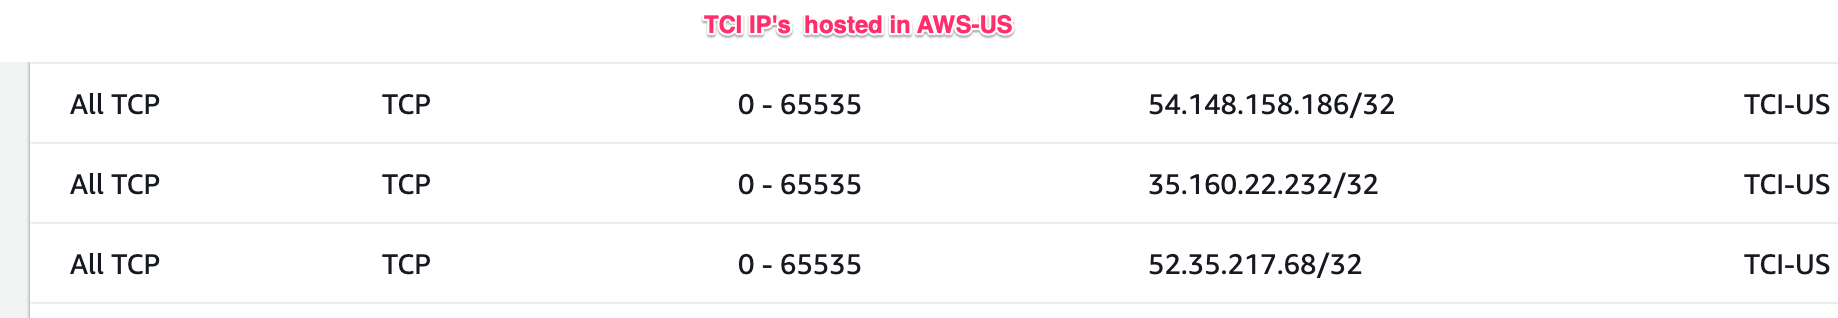 TCI IP's hosted in AWS-US
All TCP TCP 0 - 65535 54.148.158.186/32 TCI-US
All TCP TCP 0 - 65535 35.160.22.232/32 TCI-US
All TCP TCP 0 - 65535 52.35.217.68/32 TCI-US